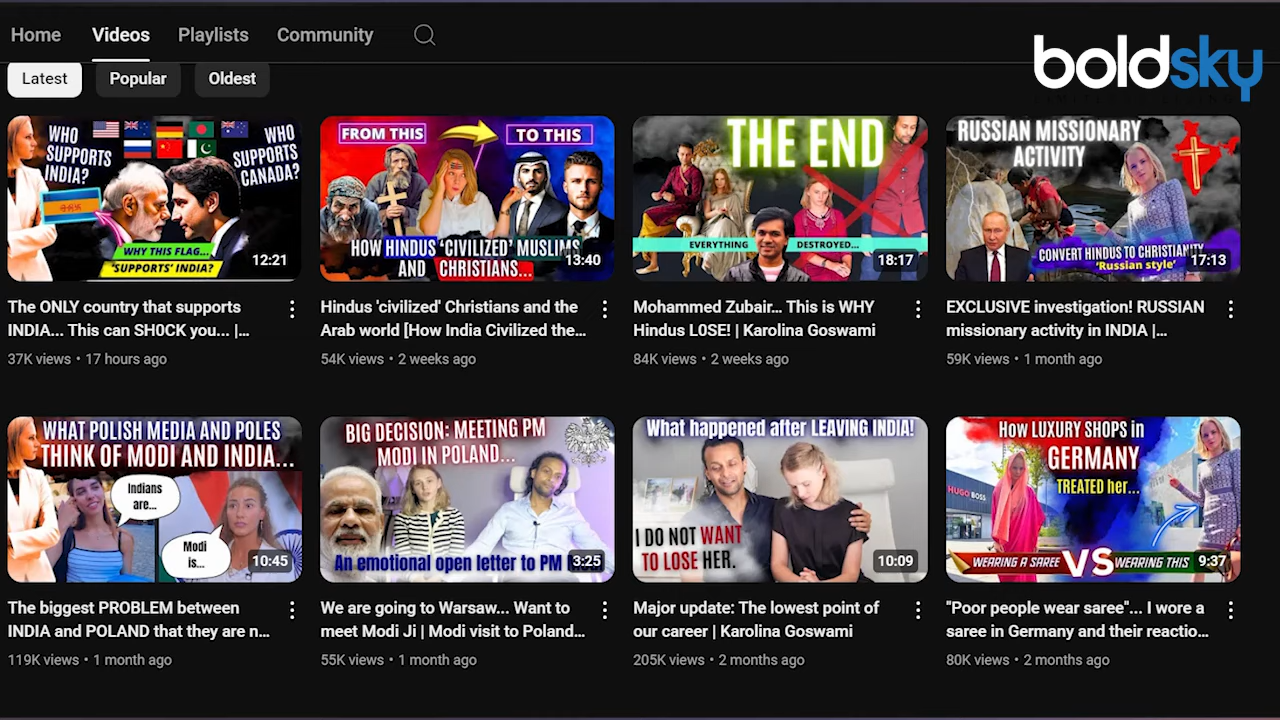 Home Videos Playlists Community
boldsky
Latest Popular Oldest
WHO
SUPPORTS
INDIA?
WHO
SUPPORTS
CANADA?
WHY THIS FLAG...
'SUPPORTS' INDIA?
12:21
FROM THIS
TO THIS
HOW HINDUS 'CIVILIZED' MUSLIMS
AND CHRISTIANS...
13:40
THE END
EVERYTHING DESTROYED...
18:17
RUSSIAN MISSIONARY
ACTIVITY
CONVERT HINDUS TO CHRISTIANITY
'Russian style'
17:13
The ONLY country that supports
INDIA... This can SH0CK you... |...
37K views • 17 hours ago
Hindus 'civilized' Christians and the
Arab world [How India Civilized the...
54K views • 2 weeks ago
Mohammed Zubair... This is WHY
Hindus L0SE! | Karolina Goswami
84K views • 2 weeks ago
EXCLUSIVE investigation! RUSSIAN
missionary activity in INDIA |...
59K views • 1 month ago
WHAT POLISH MEDIA AND POLES
THINK OF MODI AND INDIA...
Indians
are...
Modi
is...
10:45
BIG DECISION: MEETING PM
MODI IN POLAND...
An emotional open letter to PM
3:25
What happened after LEAVING INDIA!
I DO NOT WANT
TO LOSE HER.
10:09
How LUXURY SHOPS in
GERMANY
TREATED her...
HUGO BOSS
WEARING A SAREE VS WEARING THIS
9:37
The biggest PROBLEM between
INDIA and POLAND that they are n...
119K views • 1 month ago
We are going to Warsaw... Want to
meet Modi Ji | Modi visit to Poland...
55K views • 1 month ago
Major update: The lowest point of
our career | Karolina Goswami
205K views • 2 months ago
"Poor people wear saree"... I wore a
saree in Germany and their reactio...
80K views • 2 months ago